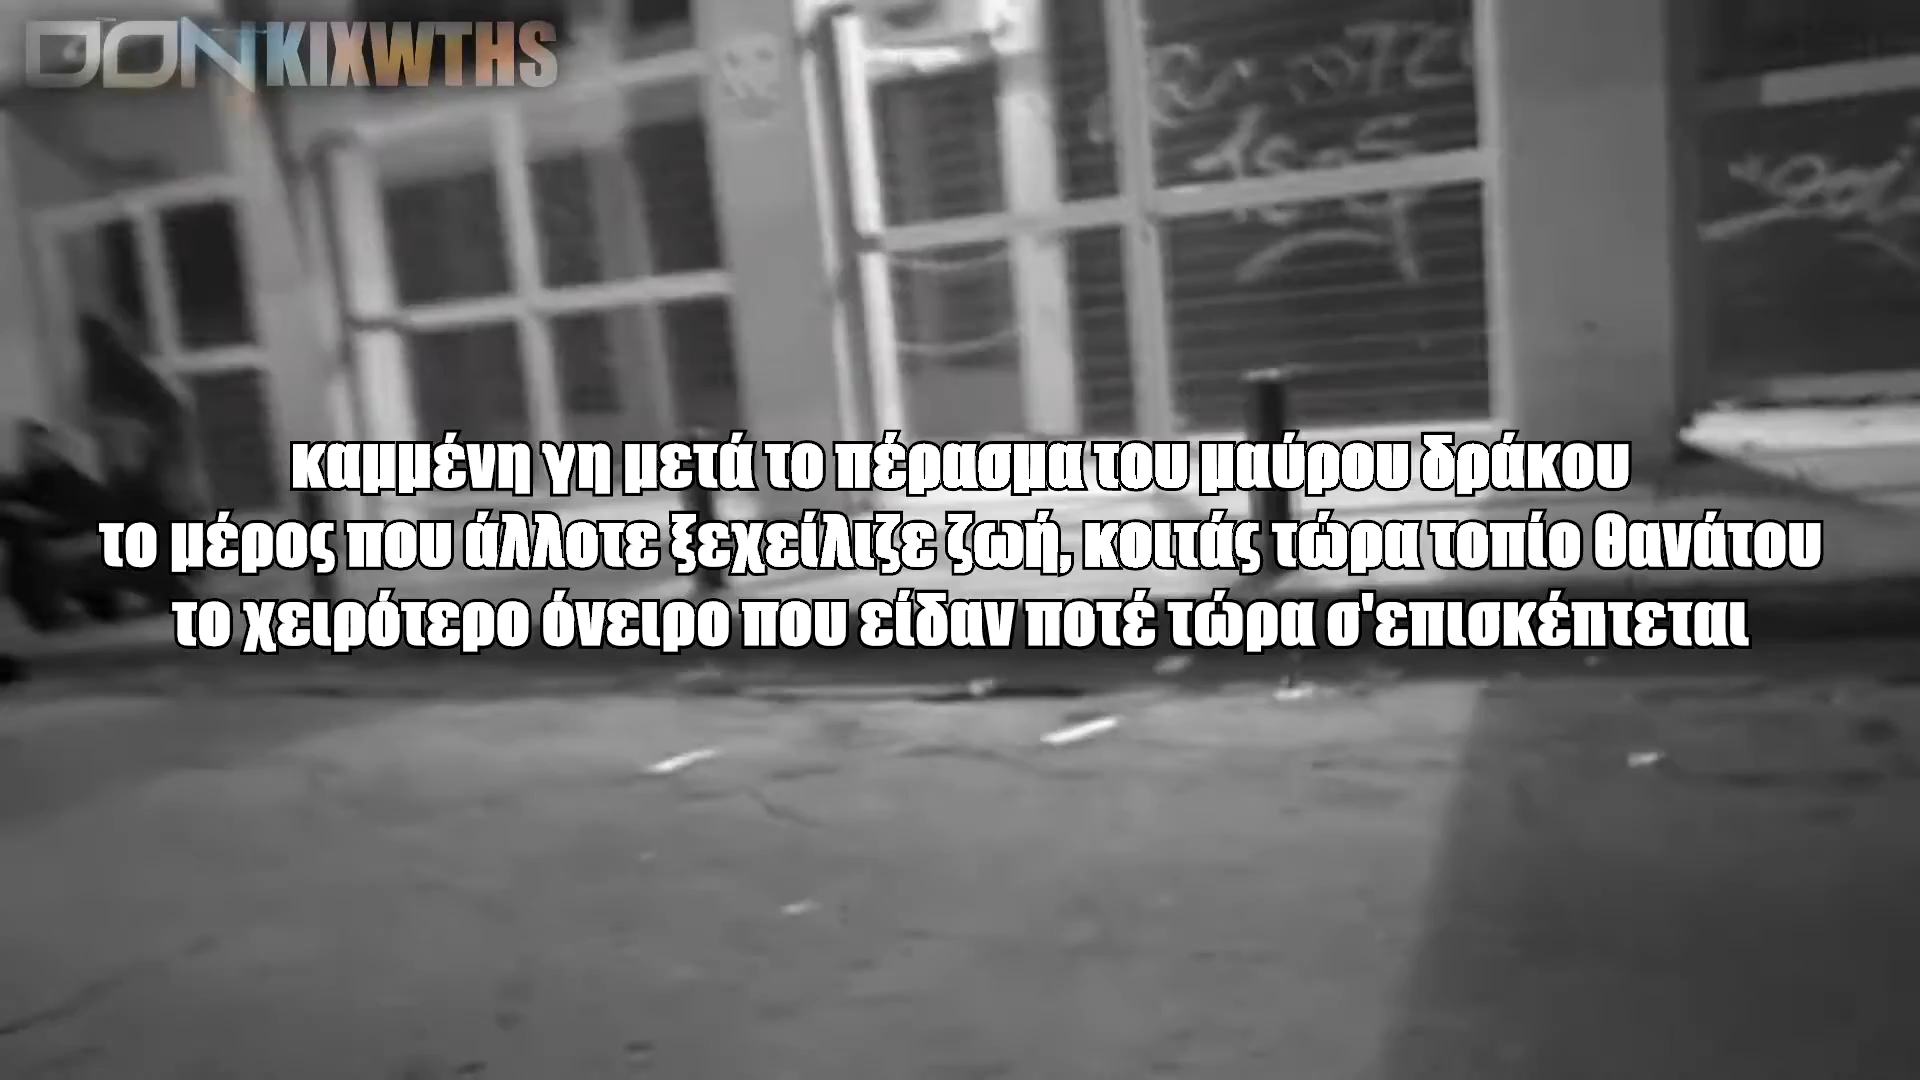 DON KIXWTHS
καμμένη γη μετά το πέρασμα του μαύρου δράκου
το μέρος που άλλοτε ξεχείλιζε ζωή, κοιτάς τώρα τοπίο θανάτου
το χειρότερο όνειρο που είδαν ποτέ τώρα σ'επισκέπτεται